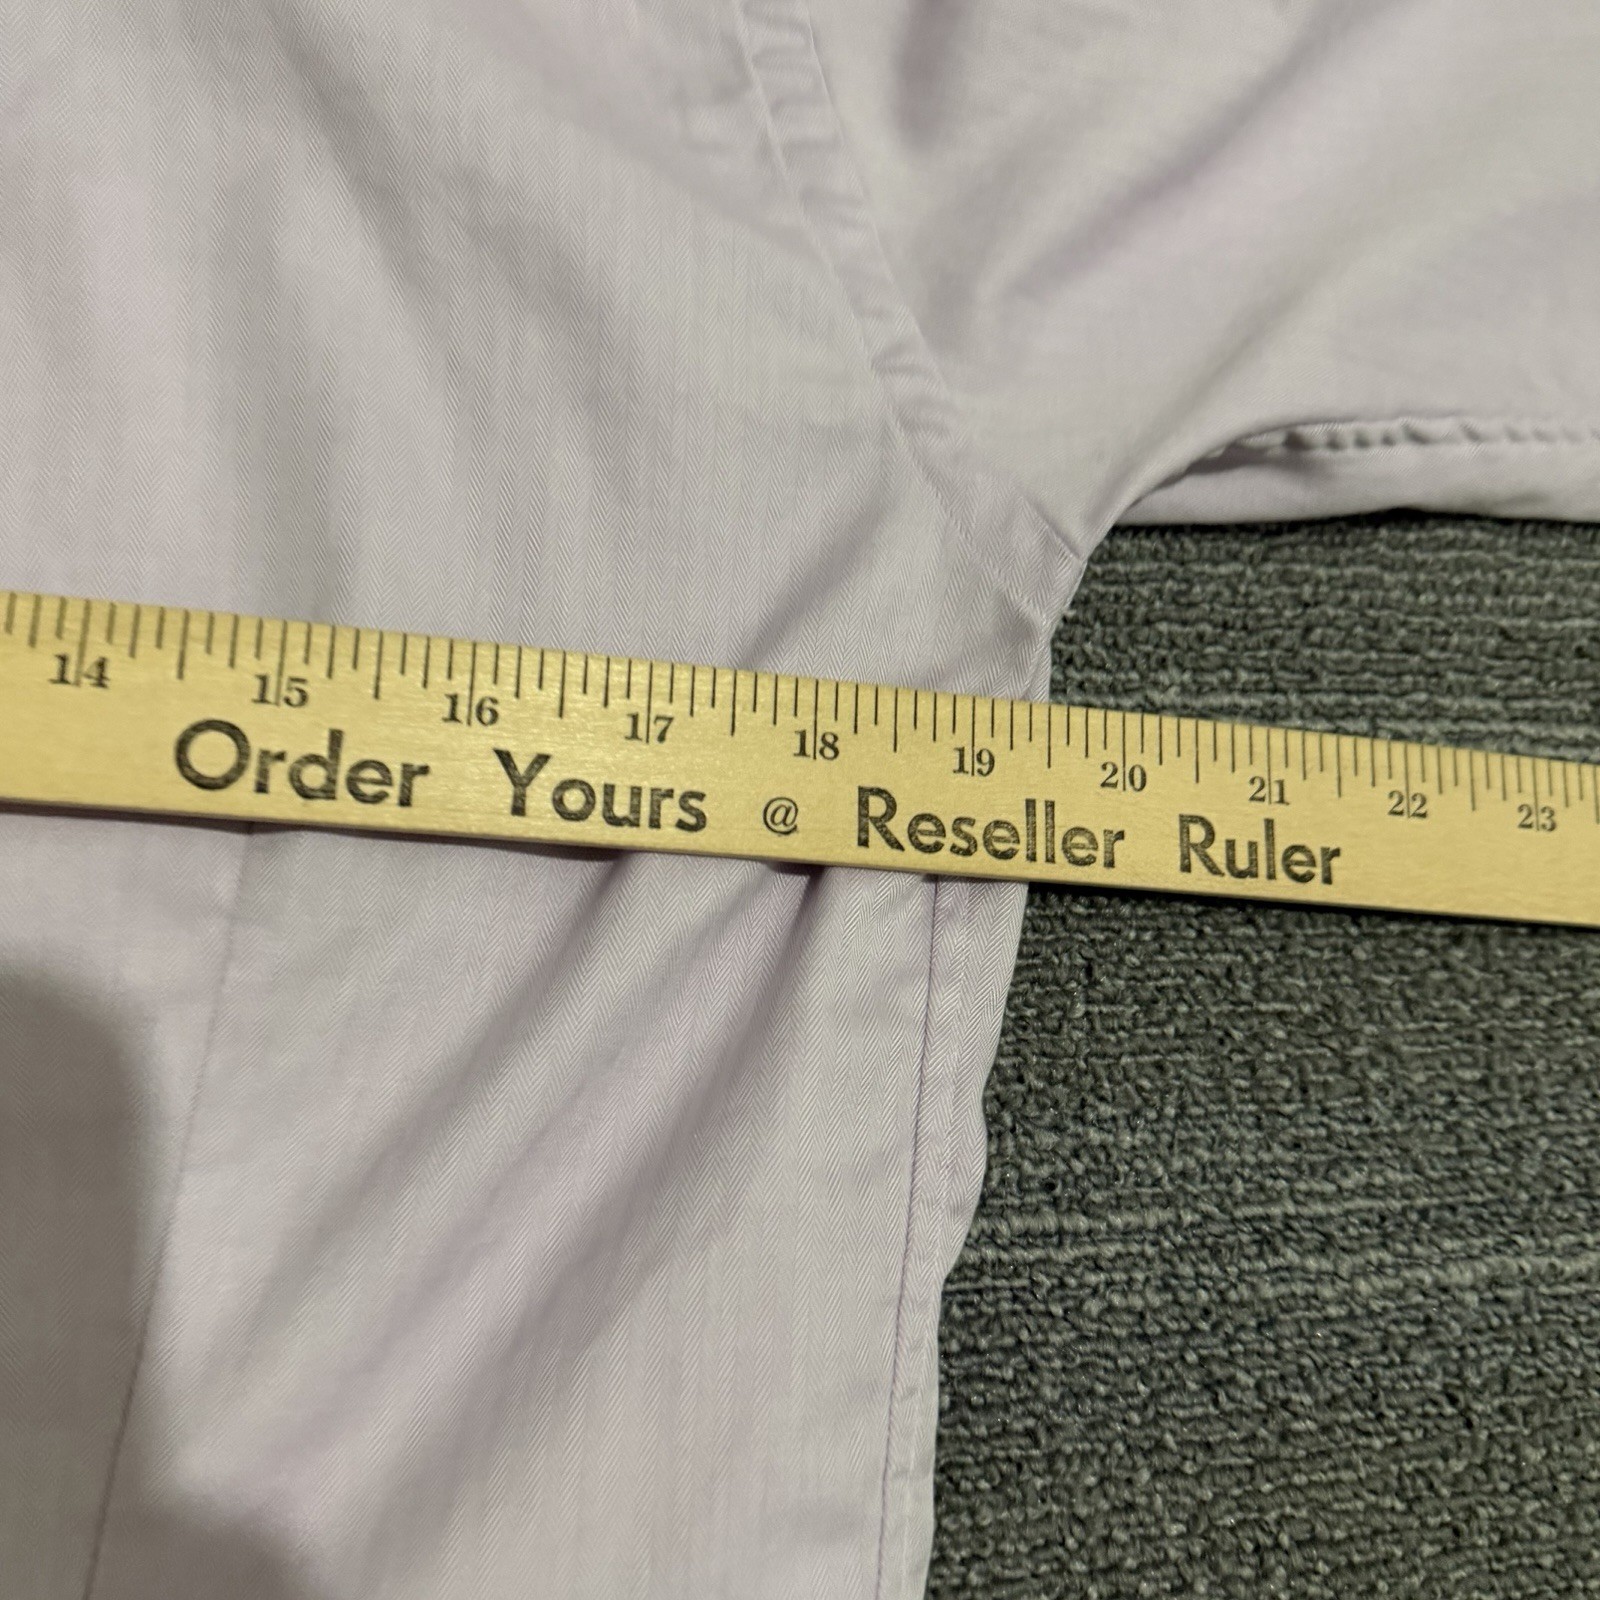 14 15 16 17 18 19 20 21 22 23
Order Yours @ Reseller Ruler